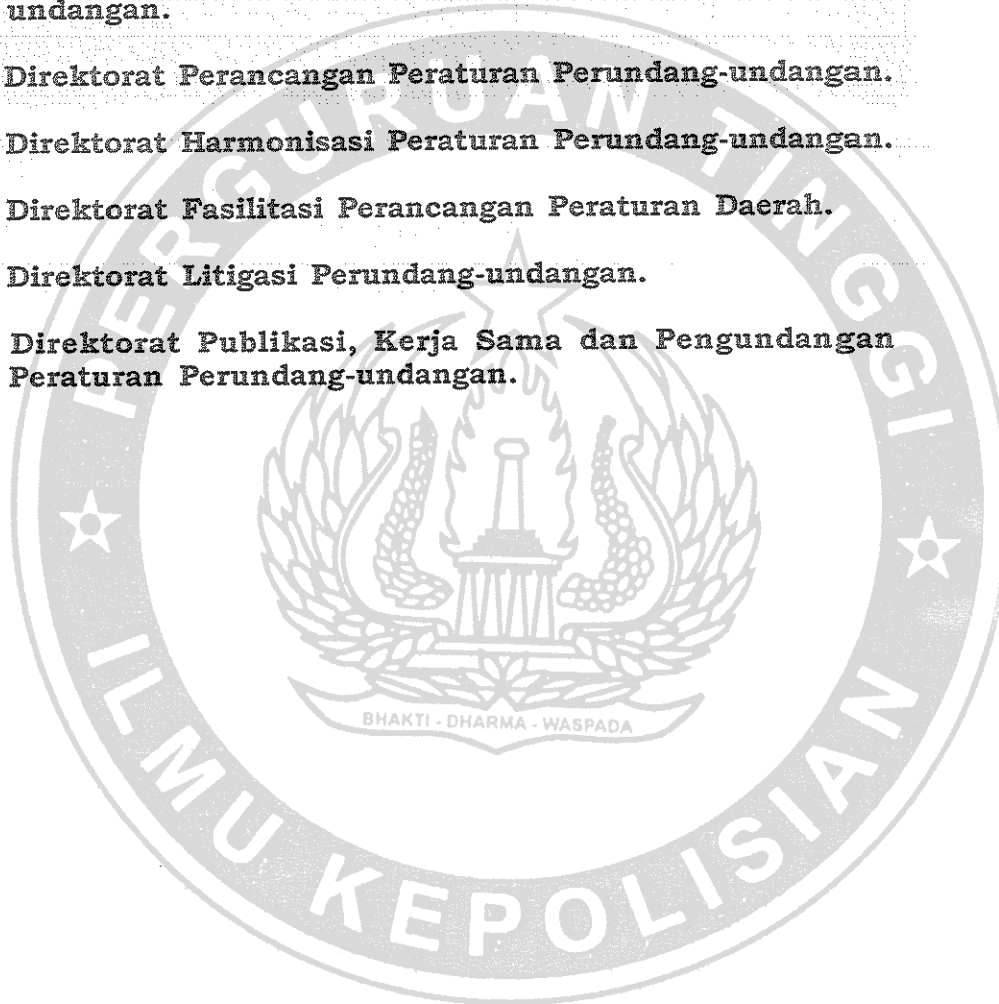 undangan.
Direktorat Perancangan Peraturan Perundang-undangan.
Direktorat Harmonisasi Peraturan Perundang-undangan.
Direktorat Fasilitasi Perancangan Peraturan Daerah.
Direktorat Litigasi Perundang-undangan.
Direktorat Publikasi, Kerja Sama dan Pengundangan
Peraturan Perundang-undangan.
PERGURUAN TINGGI
BHAKTI - DHARMA - WASPADA
ILMU KEPOLISIAN